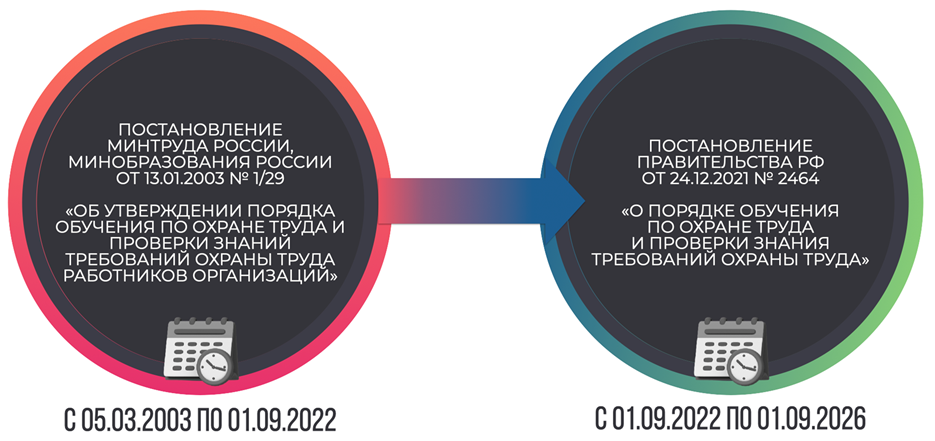 ПОСТАНОВЛЕНИЕ
МИНТРУДА РОССИИ,
МИНОБРАЗОВАНИЯ РОССИИ
ОТ 13.01.2003 № 1/29
«ОБ УТВЕРЖДЕНИИ ПОРЯДКА
ОБУЧЕНИЯ ПО ОХРАНЕ ТРУДА И
ПРОВЕРКИ ЗНАНИЙ
ТРЕБОВАНИЙ ОХРАНЫ ТРУДА
РАБОТНИКОВ ОРГАНИЗАЦИЙ»
С 05.03.2003 ПО 01.09.2022
ПОСТАНОВЛЕНИЕ
ПРАВИТЕЛЬСТВА РФ
ОТ 24.12.2021 № 2464
«О ПОРЯДКЕ ОБУЧЕНИЯ
ПО ОХРАНЕ ТРУДА
И ПРОВЕРКИ ЗНАНИЯ
ТРЕБОВАНИЙ ОХРАНЫ ТРУДА»
С 01.09.2022 ПО 01.09.2026